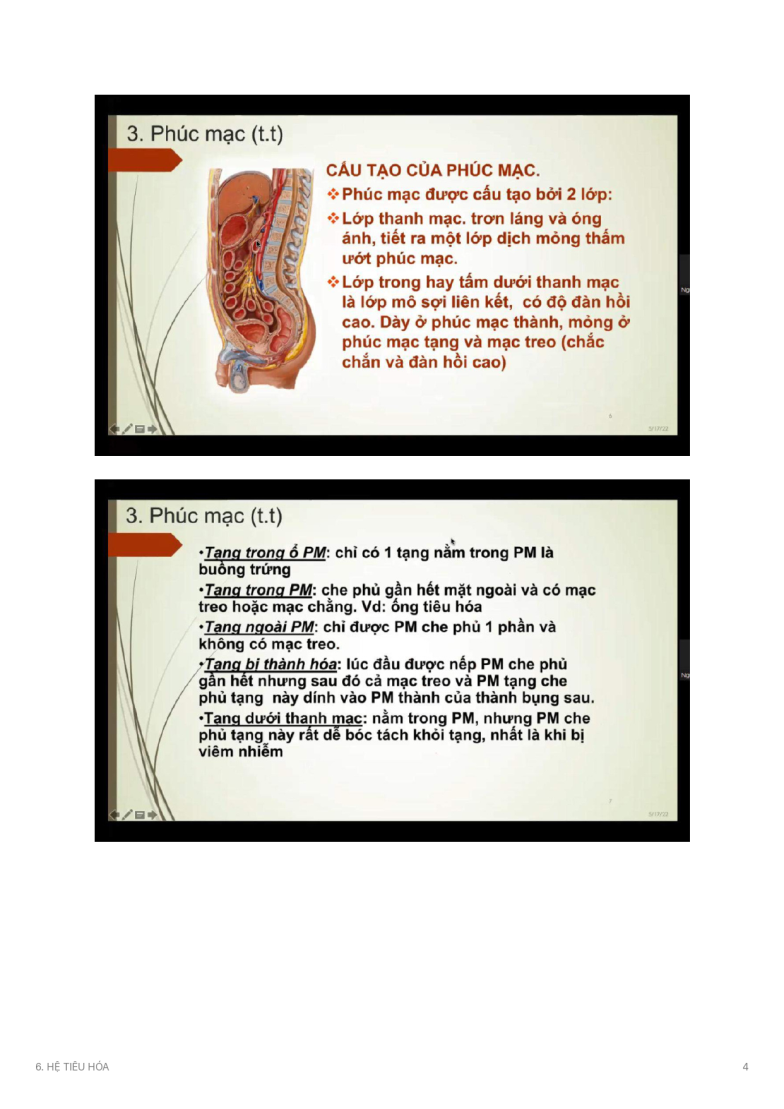 3. Phúc mạc (t.t)
CẤU TẠO CỦA PHÚC MẠC.
❖Phúc mạc được cấu tạo bởi 2 lớp:
❖Lớp thanh mạc. trơn láng và óng
ánh, tiết ra một lớp dịch mỏng thấm
ướt phúc mạc.
❖Lớp trong hay tấm dưới thanh mạc
là lớp mô sợi liên kết, có độ đàn hồi
cao. Dày ở phúc mạc thành, mỏng ở
phúc mạc tạng và mạc treo (chắc
chắn và đàn hồi cao)
Ng
6
5/17/22
3. Phúc mạc (t.t)
•Tạng trong ổ PM: chỉ có 1 tạng nằm trong PM là
buồng trứng
•Tạng trong PM: che phủ gần hết mặt ngoài và có mạc
treo hoặc mạc chằng. Vd: ống tiêu hóa
•Tạng ngoài PM: chỉ được PM che phủ 1 phần và
không có mạc treo.
•Tạng bị thành hóa: lúc đầu được nếp PM che phủ
gần hết nhưng sau đó cả mạc treo và PM tạng che
phủ tạng này dính vào PM thành của thành bụng sau.
•Tạng dưới thanh mạc: nằm trong PM, nhưng PM che
phủ tạng này rất dễ bóc tách khỏi tạng, nhất là khi bị
viêm nhiễm
Ng
7
5/17/22
6. HỆ TIÊU HÓA
4